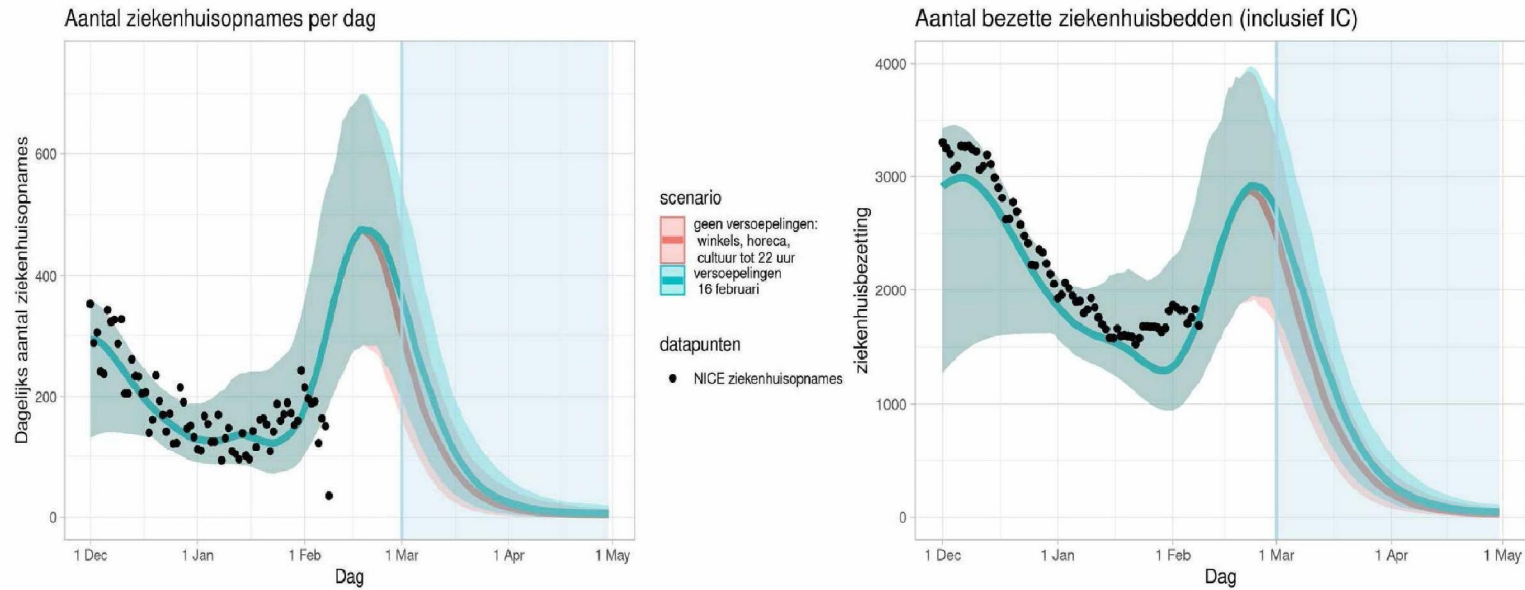 Aantal ziekenhuisopnames per dag
Dagelijks aantal ziekenhuisopnames
600
400
200
0
1 Dec
1 Jan
1 Feb
1 Mar
1 Apr
1 May
Dag
scenario
geen versoepelingen:
winkels, horeca,
cultuur tot 22 uur
versoepelingen
16 februari
datapunten
NICE ziekenhuisopnames
Aantal bezette ziekenhuisbedden (inclusief IC)
ziekenhuisbezetting
4000
3000
2000
1000
0
1 Dec
1 Jan
1 Feb
1 Mar
1 Apr
1 May
Dag